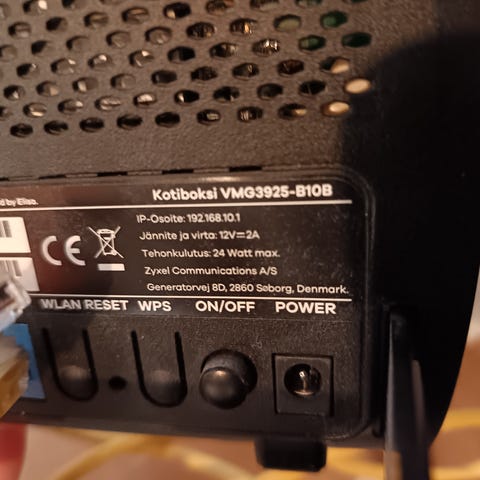 Kotiboksi VMG3925-B10B
d by Elisa.
IP-Osoite: 192.168.10.1
Jännite ja virta: 12V⎓2A
Tehonkulutus: 24 Watt max.
Zyxel Communications A/S
Generatorvej 8D, 2860 Søborg, Denmark.
CE
WLAN RESET WPS ON/OFF POWER